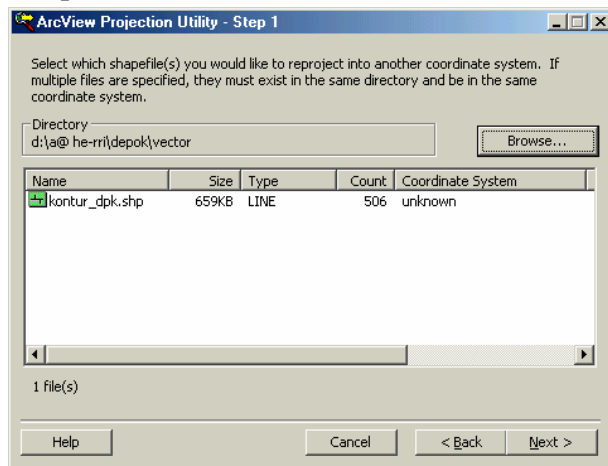 ArcView Projection Utility - Step 1
Select which shapefile(s) you would like to reproject into another coordinate system. If
multiple files are specified, they must exist in the same directory and be in the same
coordinate system.
Directory
d:\a@ he-rri\depok\vector
Browse...
Name Size Type Count Coordinate System
kontur_dpk.shp 659KB LINE 506 unknown
1 file(s)
Help Cancel < Back Next >